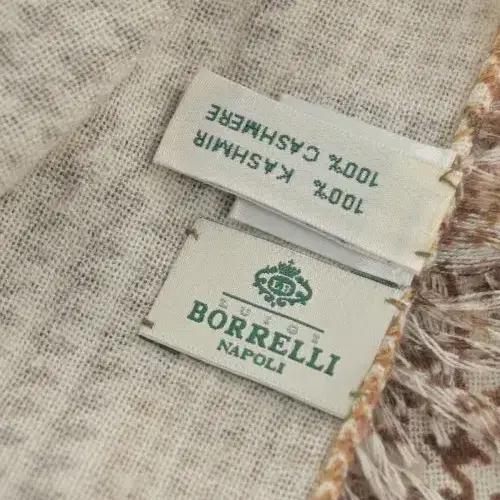 100% CASHMERE
100% KASHMIR
LUIGI
BORRELLI
NAPOLI